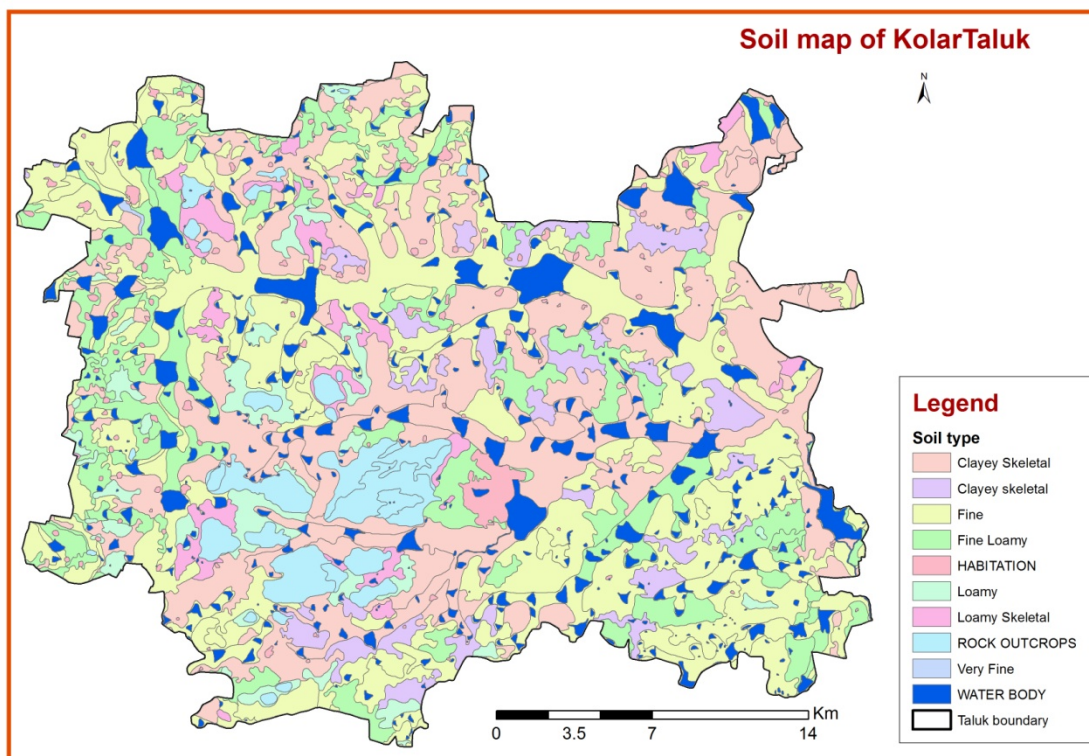 Soil map of KolarTaluk
N
Legend
Soil type
Clayey Skeletal
Clayey skeletal
Fine
Fine Loamy
HABITATION
Loamy
Loamy Skeletal
ROCK OUTCROPS
Very Fine
WATER BODY
Taluk boundary
Km
0 3.5 7 14